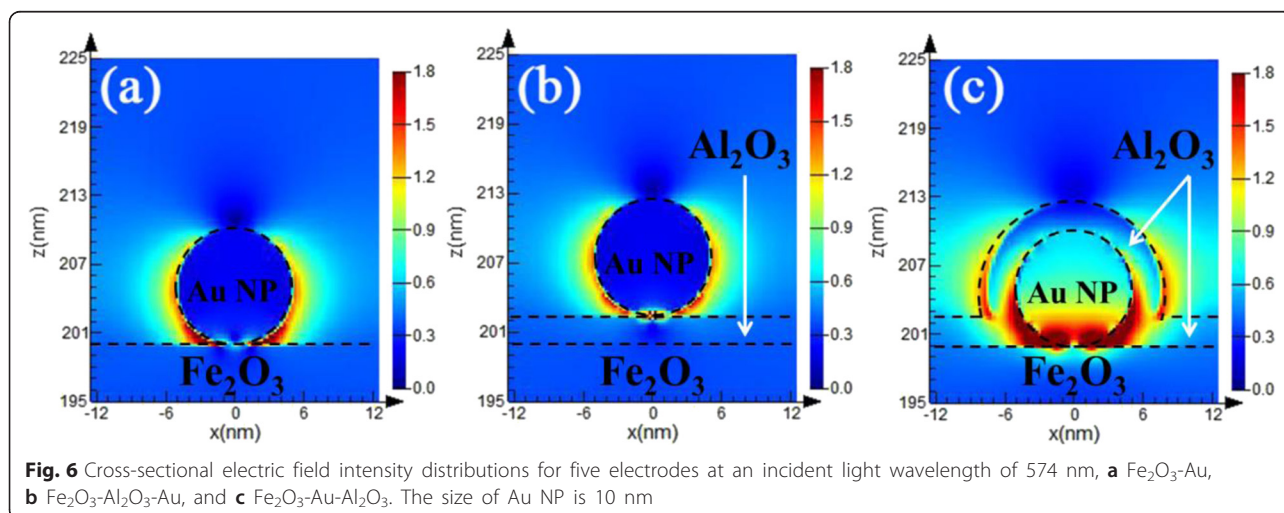 (a)
z(nm)
225
219
213
207
201
195
-12 -6 0 6 12
x(nm)
Au NP
Fe₂O₃
1.8
1.5
1.2
0.9
0.6
0.3
0.0
(b)
z(nm)
225
219
213
207
201
195
-12 -6 0 6 12
x(nm)
Al₂O₃
Au NP
Fe₂O₃
1.8
1.5
1.2
0.9
0.6
0.3
0.0
(c)
z(nm)
225
219
213
207
201
195
-12 -6 0 6 12
x(nm)
Al₂O₃
Au NP
Fe₂O₃
1.8
1.5
1.2
0.9
0.6
0.3
0.0
Fig. 6 Cross-sectional electric field intensity distributions for five electrodes at an incident light wavelength of 574 nm, a Fe₂O₃-Au,
b Fe₂O₃-Al₂O₃-Au, and c Fe₂O₃-Au-Al₂O₃. The size of Au NP is 10 nm